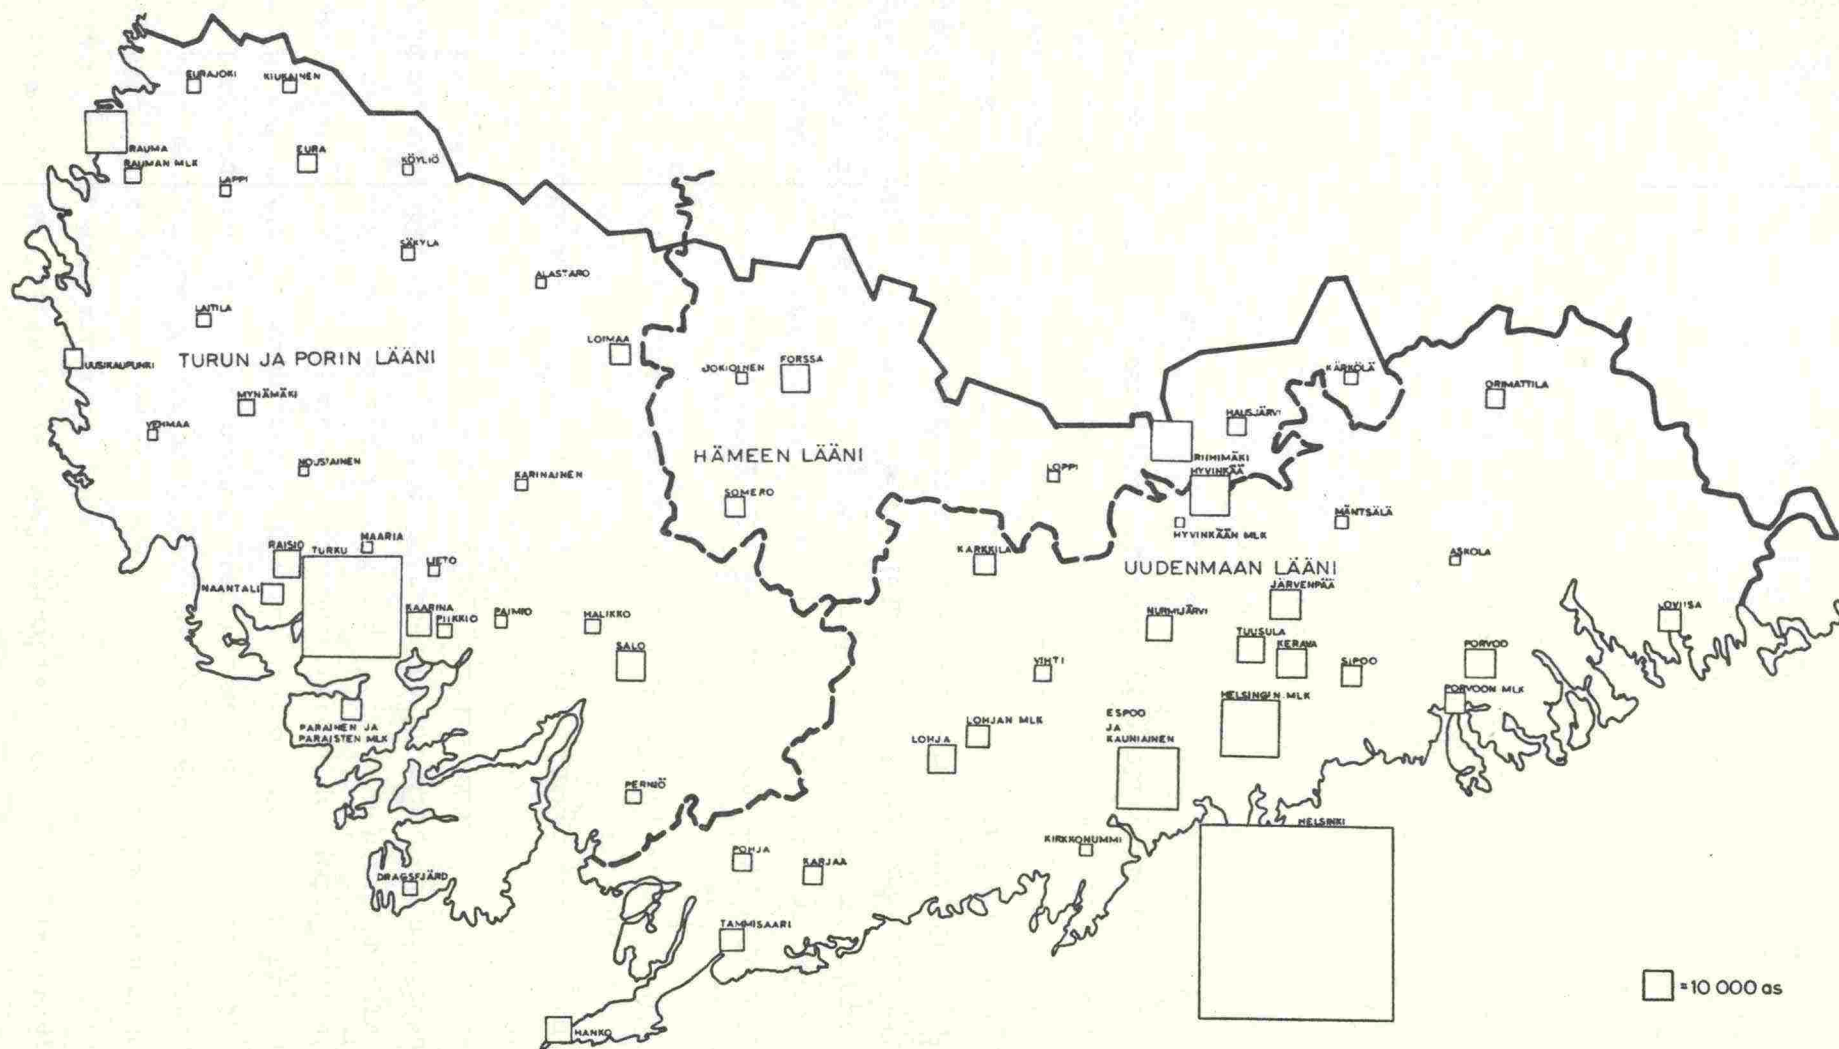 EURAJOKI
KIUKAINEN
RAUMA
RAUMAN MLK
EURA
KÖYLIÖ
LAPPI
SÄKYLÄ
ALASTARO
LAITILA
UUSIKAUPUNKI
TURUN JA PORIN LÄÄNI
LOIMAA
MYNÄMÄKI
VEHMAA
NOUSIAINEN
KARINAINEN
JOKIOINEN
FORSSA
HÄMEEN LÄÄNI
SOMERO
LOPPI
RIIHIMÄKI
HAUSJÄRVI
KÄRKÖLÄ
ORIMATTILA
HYVINKÄÄ
HYVINKÄÄN MLK
MÄNTSÄLÄ
ASKOLA
KARKKILA
UUDENMAAN LÄÄNI
JÄRVENPÄÄ
NURMIJÄRVI
TUUSULA
KERAVA
SIPOO
PORVOO
LOVIISA
PORVOON MLK
VIHTI
RAISIO
TURKU
MAARIA
LIETO
NAANTALI
KAARINA
PIIKKIO
PAIMIO
HALIKKO
SALO
PARAINEN JA
PARAISTEN MLK
PERNIÖ
DRAGSFJÄRD
LOHJA
LOHJAN MLK
ESPOO
JA
KAUNIAINEN
HELSINGIN MLK
HELSINKI
KIRKKONUMMI
POHJA
KARJAA
TAMMISAARI
HANKO
=10 000 as